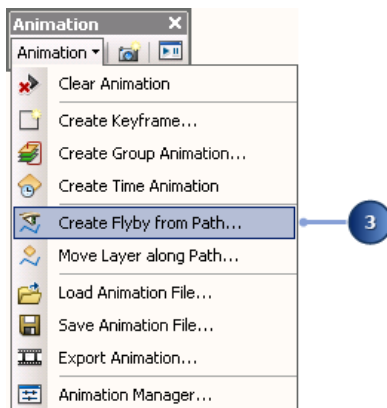 Animation
Animation
Clear Animation
Create Keyframe...
Create Group Animation...
Create Time Animation
Create Flyby from Path...
3
Move Layer along Path...
Load Animation File...
Save Animation File...
Export Animation...
Animation Manager...